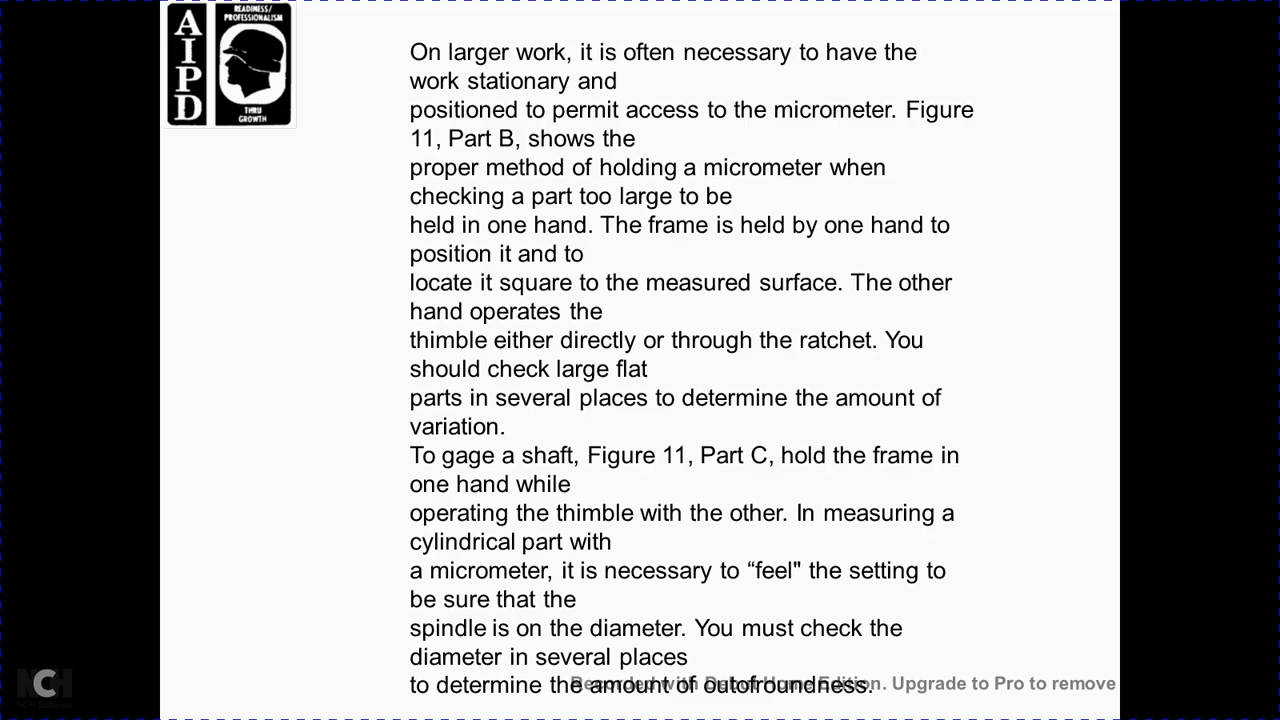 AIPD
READINESS/
PROFESSIONALISM
THRU
GROWTH
On larger work, it is often necessary to have the
work stationary and
positioned to permit access to the micrometer. Figure
11, Part B, shows the
proper method of holding a micrometer when
checking a part too large to be
held in one hand. The frame is held by one hand to
position it and to
locate it square to the measured surface. The other
hand operates the
thimble either directly or through the ratchet. You
should check large flat
parts in several places to determine the amount of
variation.
To gage a shaft, Figure 11, Part C, hold the frame in
one hand while
operating the thimble with the other. In measuring a
cylindrical part with
a micrometer, it is necessary to “feel" the setting to
be sure that the
spindle is on the diameter. You must check the
diameter in several places
to determine the amount of outofroundness.
Recorded with Debut Home Edition. Upgrade to Pro to remove
NCH
NCH Software